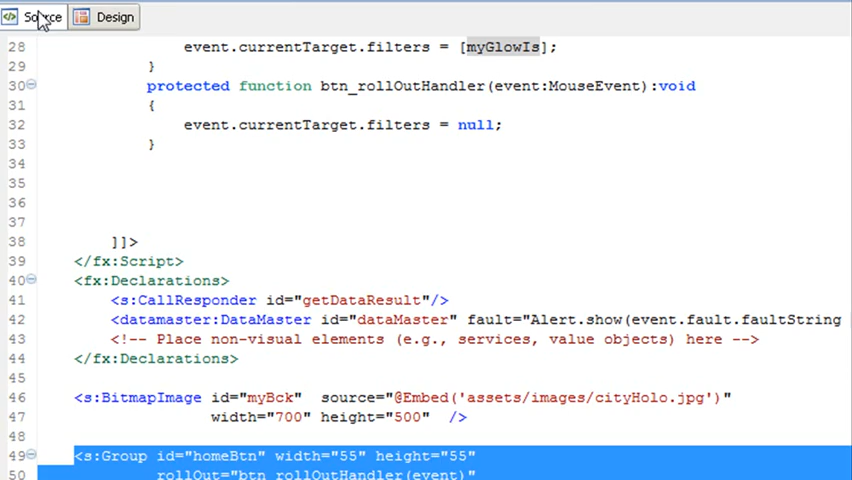 Source Design
28 event.currentTarget.filters = [myGlowIs];
29 }
30 protected function btn_rollOutHandler(event:MouseEvent):void
31 {
32 event.currentTarget.filters = null;
33 }
34
35
36
37
38 ]]>
39 </fx:Script>
40 <fx:Declarations>
41 <s:CallResponder id="getDataResult"/>
42 <datamaster:DataMaster id="dataMaster" fault="Alert.show(event.fault.faultString
43 <!-- Place non-visual elements (e.g., services, value objects) here -->
44 </fx:Declarations>
45
46 <s:BitmapImage id="myBck" source="@Embed('assets/images/cityHolo.jpg')"
47 width="700" height="500" />
48
49 <s:Group id="homeBtn" width="55" height="55"
50 rollOut="btn_rollOutHandler(event)"